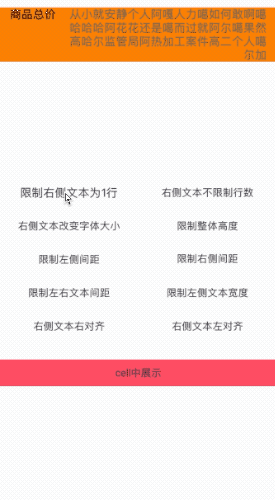 商品总价
从小就安静个人阿嘎人力噶如何敢啊噶
哈哈哈阿花花还是噶而过就阿尔噶果然
高哈尔监管局阿热加工案件高二个人噶
尔加
限制右侧文本为1行
右侧文本不限制行数
右侧文本改变字体大小
限制整体高度
限制左侧间距
限制右侧间距
限制左右文本间距
限制左侧文本宽度
右侧文本右对齐
右侧文本左对齐
cell中展示